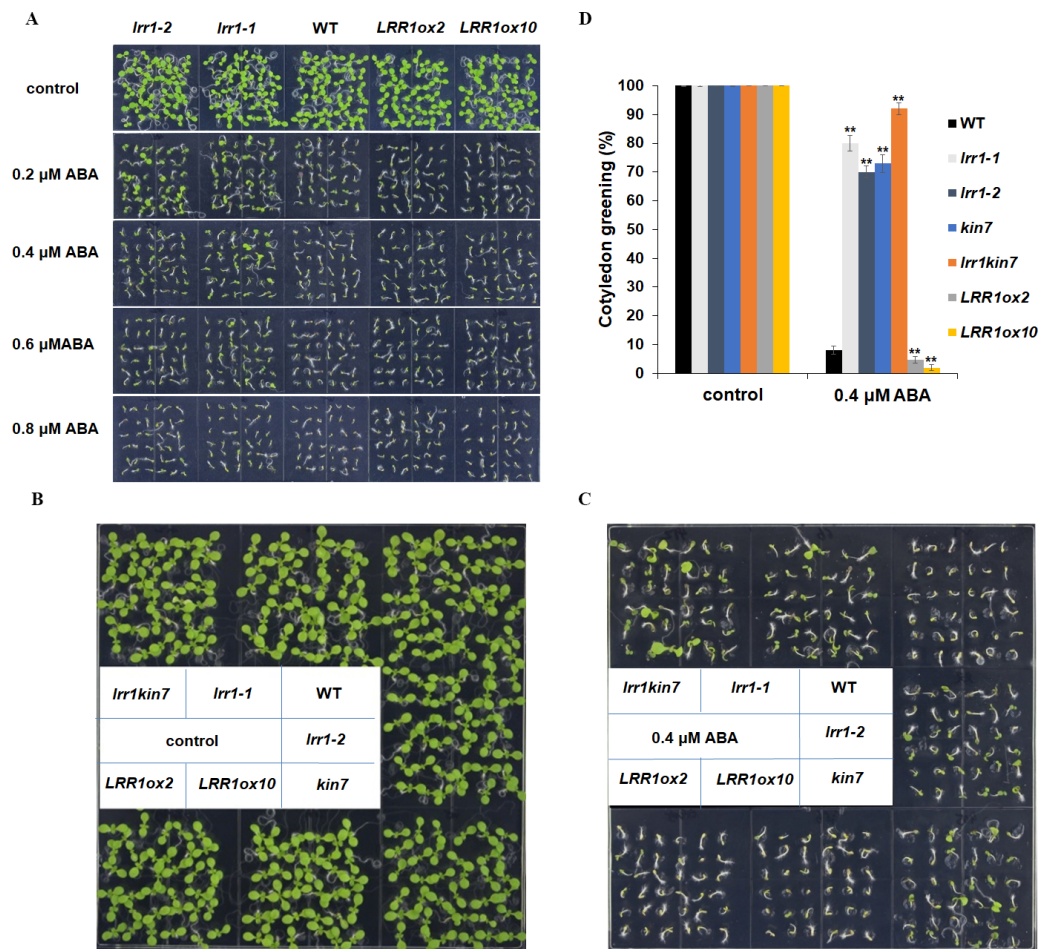 A
lrr1-2 lrr1-1 WT LRR1ox2 LRR1ox10
control
0.2 µM ABA
0.4 µM ABA
0.6 µMABA
0.8 µM ABA
D
100
90
80
70
60
50
40
30
20
10
0
Cotyledon greening (%)
** ** ** ** ** **
control 0.4 µM ABA
WT
lrr1-1
lrr1-2
kin7
lrr1kin7
LRR1ox2
LRR1ox10
B
lrr1kin7 lrr1-1 WT
control lrr1-2
LRR1ox2 LRR1ox10 kin7
C
lrr1kin7 lrr1-1 WT
0.4 µM ABA lrr1-2
LRR1ox2 LRR1ox10 kin7